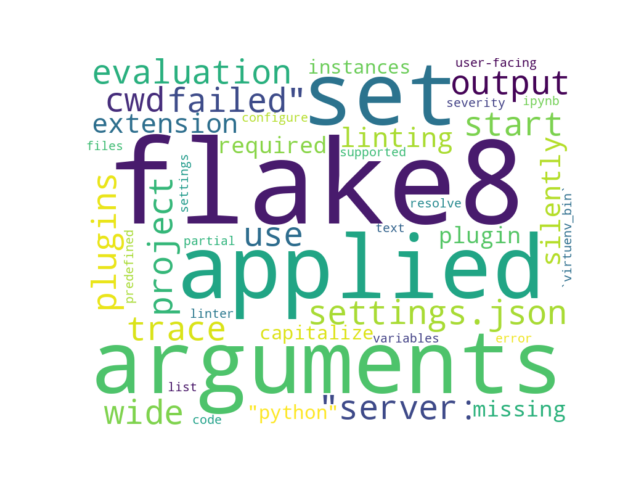 user-facing
evaluation
instances
set
output
cwd
failed"
severity
ipynb
extension
configure
start
files
required
supported
linting
flake8
silently
plugins
project
settings
resolve
`virtuenv_bin`
predefined
partial
use
text
plugin
applied
linter
settings.json
trace
capitalize
variables
error
arguments
list
wide
code
"python"
"server:
missing